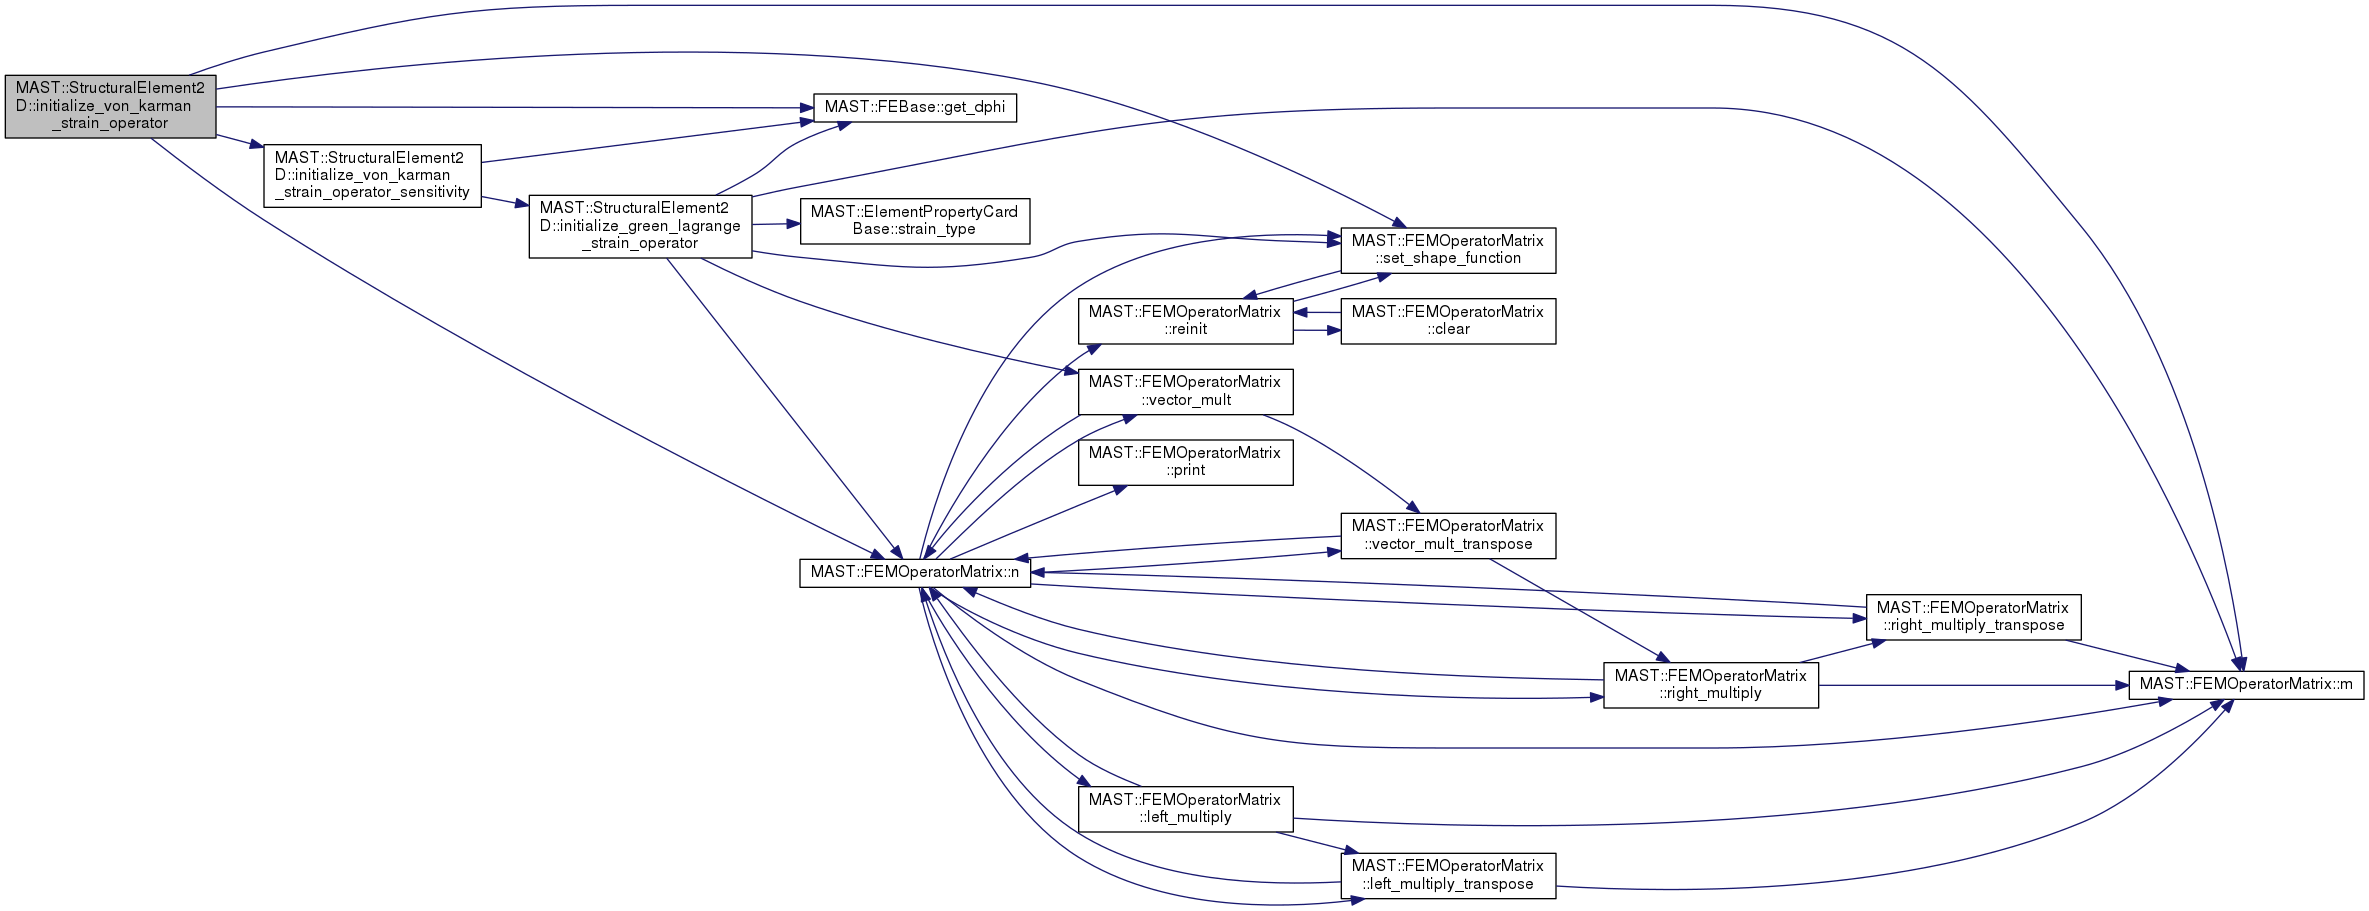 MAST::StructuralElement2
D::initialize_von_karman
_strain_operator
MAST::StructuralElement2
D::initialize_von_karman
_strain_operator_sensitivity
MAST::StructuralElement2
D::initialize_green_lagrange
_strain_operator
MAST::FEBase::get_dphi
MAST::ElementPropertyCard
Base::strain_type
MAST::FEMOperatorMatrix
::set_shape_function
MAST::FEMOperatorMatrix
::reinit
MAST::FEMOperatorMatrix
::clear
MAST::FEMOperatorMatrix
::vector_mult
MAST::FEMOperatorMatrix
::print
MAST::FEMOperatorMatrix
::vector_mult_transpose
MAST::FEMOperatorMatrix::n
MAST::FEMOperatorMatrix
::right_multiply_transpose
MAST::FEMOperatorMatrix
::right_multiply
MAST::FEMOperatorMatrix::m
MAST::FEMOperatorMatrix
::left_multiply
MAST::FEMOperatorMatrix
::left_multiply_transpose